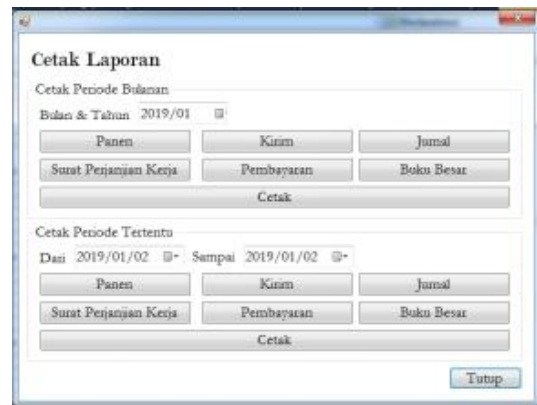 Cetak Laporan
Cetak Periode Bulanan
Bulan & Tahun 2019/01
Panen Kirim Jurnal
Surat Perjanjian Kerja Pembayaran Buku Besar
Cetak
Cetak Periode Tertentu
Dari 2019/01/02 Sampai 2019/01/02
Panen Kirim Jurnal
Surat Perjanjian Kerja Pembayaran Buku Besar
Cetak
Tutup